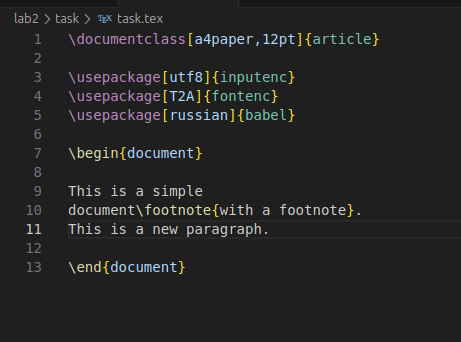 lab2 > task > TEX task.tex
1 \documentclass[a4paper,12pt]{article}
2
3 \usepackage[utf8]{inputenc}
4 \usepackage[T2A]{fontenc}
5 \usepackage[russian]{babel}
6
7 \begin{document}
8
9 This is a simple
10 document\footnote{with a footnote}.
11 This is a new paragraph.
12
13 \end{document}